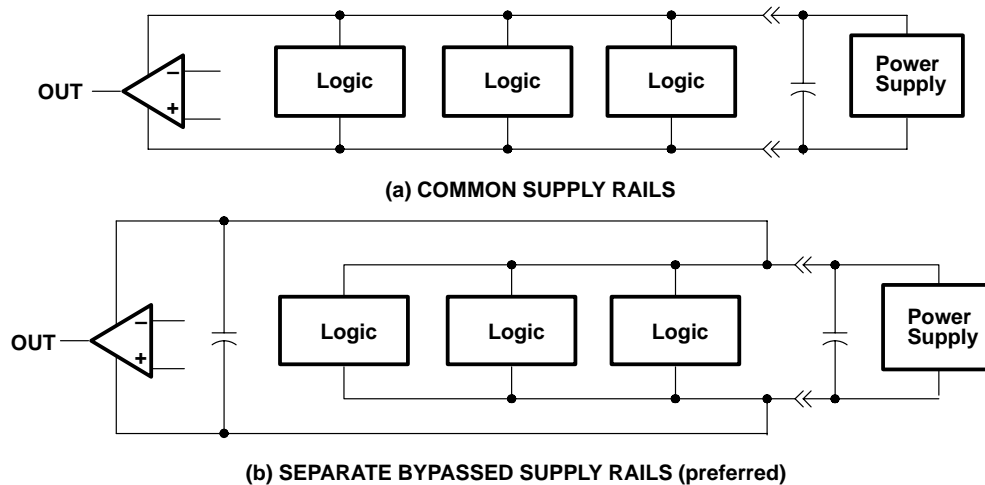 OUT
−
+
Logic
Logic
Logic
Power
Supply
(a) COMMON SUPPLY RAILS
OUT
−
+
Logic
Logic
Logic
Power
Supply
(b) SEPARATE BYPASSED SUPPLY RAILS (preferred)